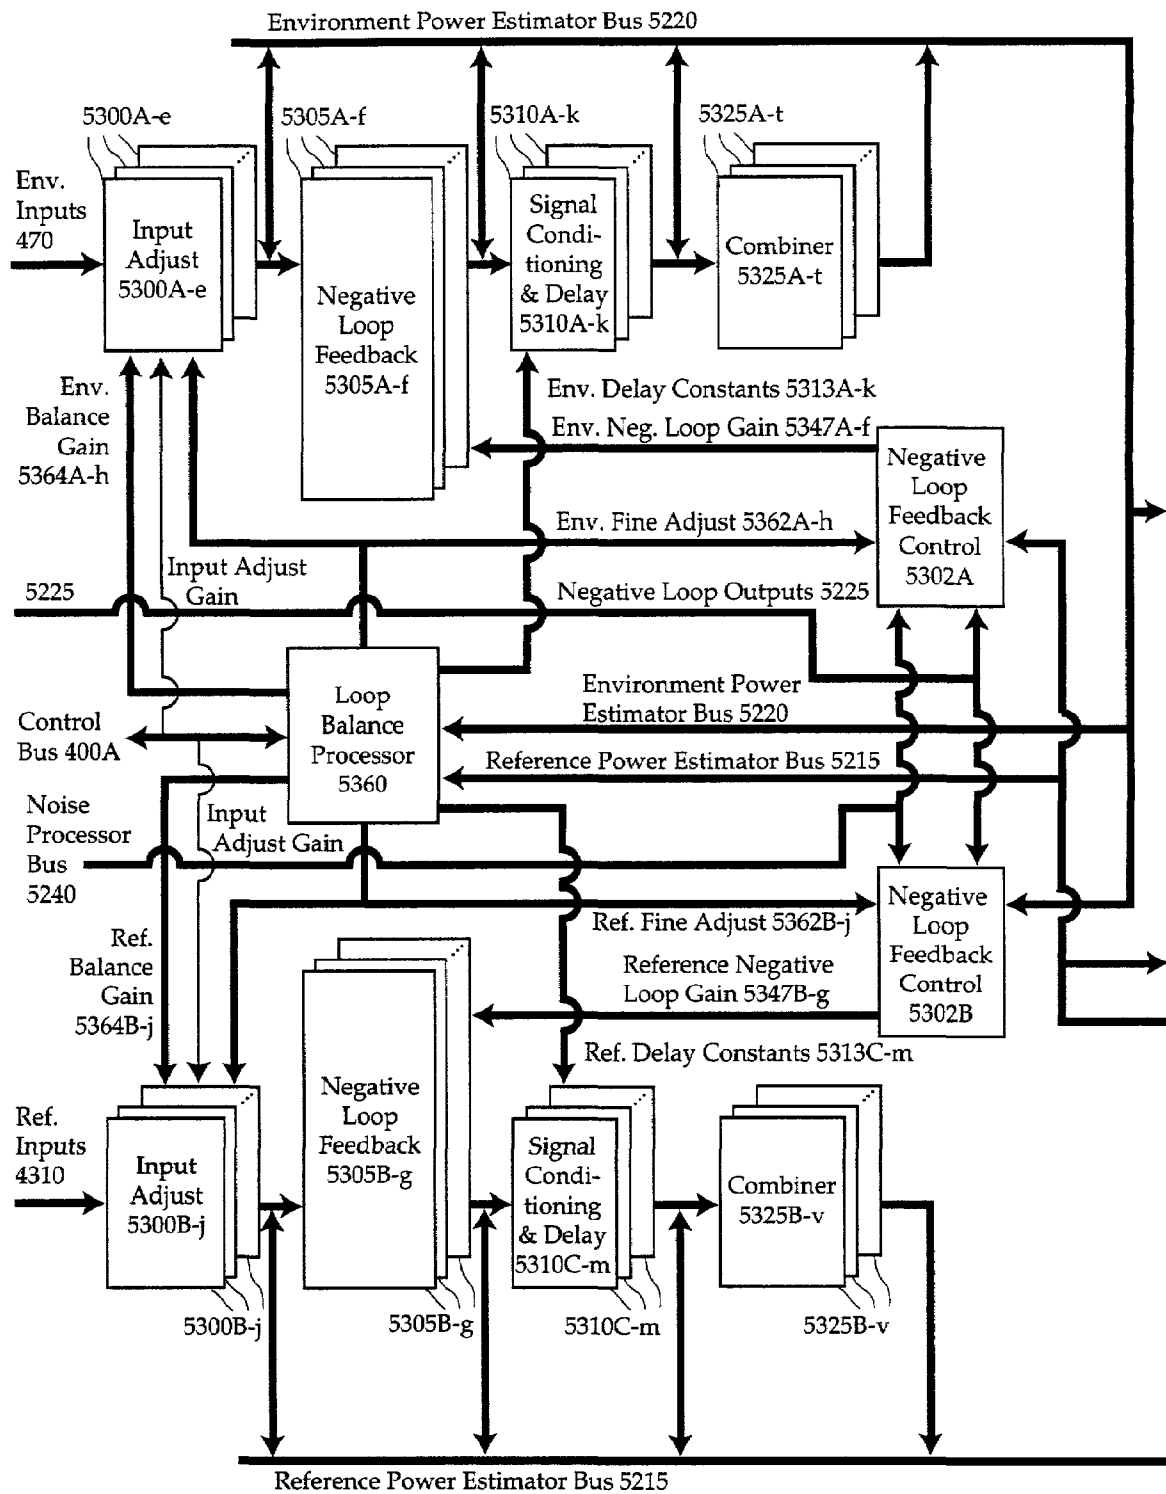 Environment Power Estimator Bus 5220
5300A-e
5305A-f
5310A-k
5325A-t
Env.
Inputs
470
Input
Adjust
5300A-e
Negative
Loop
Feedback
5305A-f
Signal
Condi-
tioning
& Delay
5310A-k
Combiner
5325A-t
Env.
Balance
Gain
5364A-h
Env. Delay Constants 5313A-k
Env. Neg. Loop Gain 5347A-f
Negative
Loop
Feedback
Control
5302A
Env. Fine Adjust 5362A-h
Input Adjust
Gain
5225
Negative Loop Outputs 5225
Loop
Balance
Processor
5360
Environment Power
Estimator Bus 5220
Control
Bus 400A
Reference Power Estimator Bus 5215
Noise
Processor
Bus
5240
Input
Adjust Gain
Negative
Loop
Feedback
Control
5302B
Ref. Fine Adjust 5362B-j
Ref.
Balance
Gain
5364B-j
Reference Negative
Loop Gain 5347B-g
Ref. Delay Constants 5313C-m
Ref.
Inputs
4310
Input
Adjust
5300B-j
Negative
Loop
Feedback
5305B-g
Signal
Condi-
tioning
& Delay
5310C-m
Combiner
5325B-v
5300B-j
5305B-g
5310C-m
5325B-v
Reference Power Estimator Bus 5215